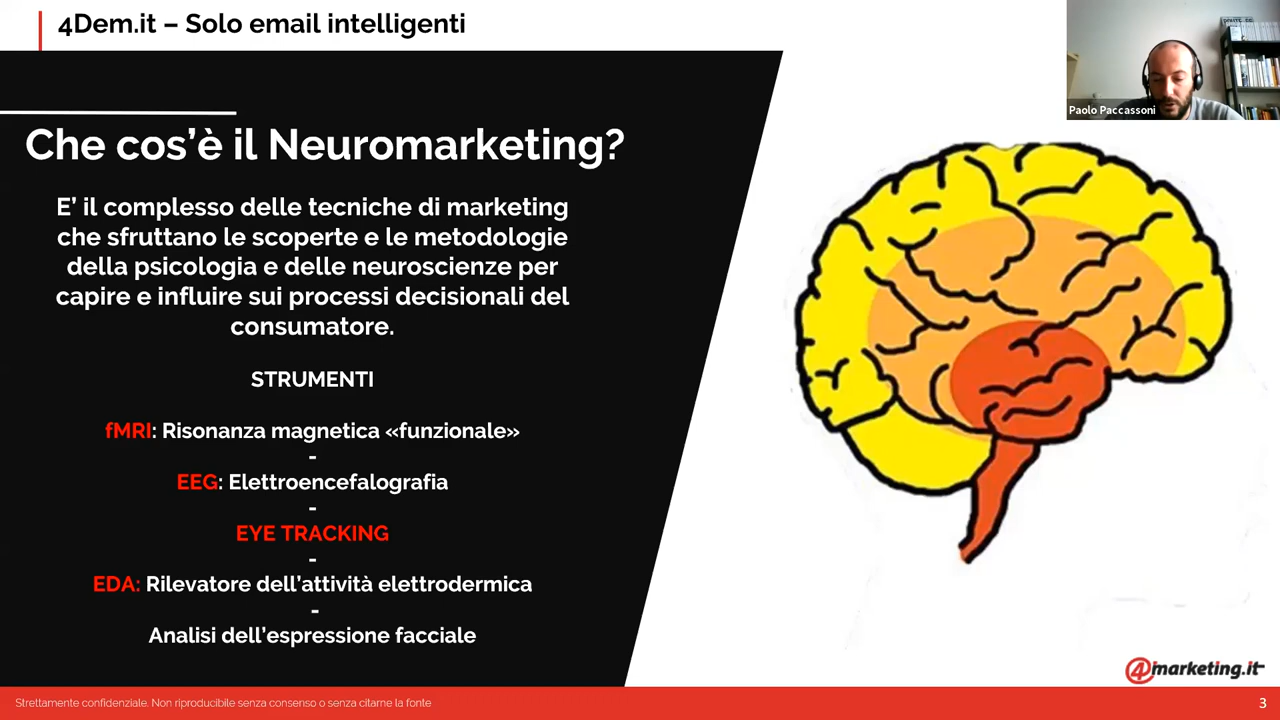 4Dem.it – Solo email intelligenti
Paolo Paccassoni
Che cos'è il Neuromarketing?
E' il complesso delle tecniche di marketing
che sfruttano le scoperte e le metodologie
della psicologia e delle neuroscienze per
capire e influire sui processi decisionali del
consumatore.
STRUMENTI
fMRI: Risonanza magnetica «funzionale»
-
EEG: Elettroencefalografia
-
EYE TRACKING
-
EDA: Rilevatore dell'attività elettrodermica
-
Analisi dell'espressione facciale
4marketing.it
Strettamente confidenziale. Non riproducibile senza consenso o senza citarne la fonte
3